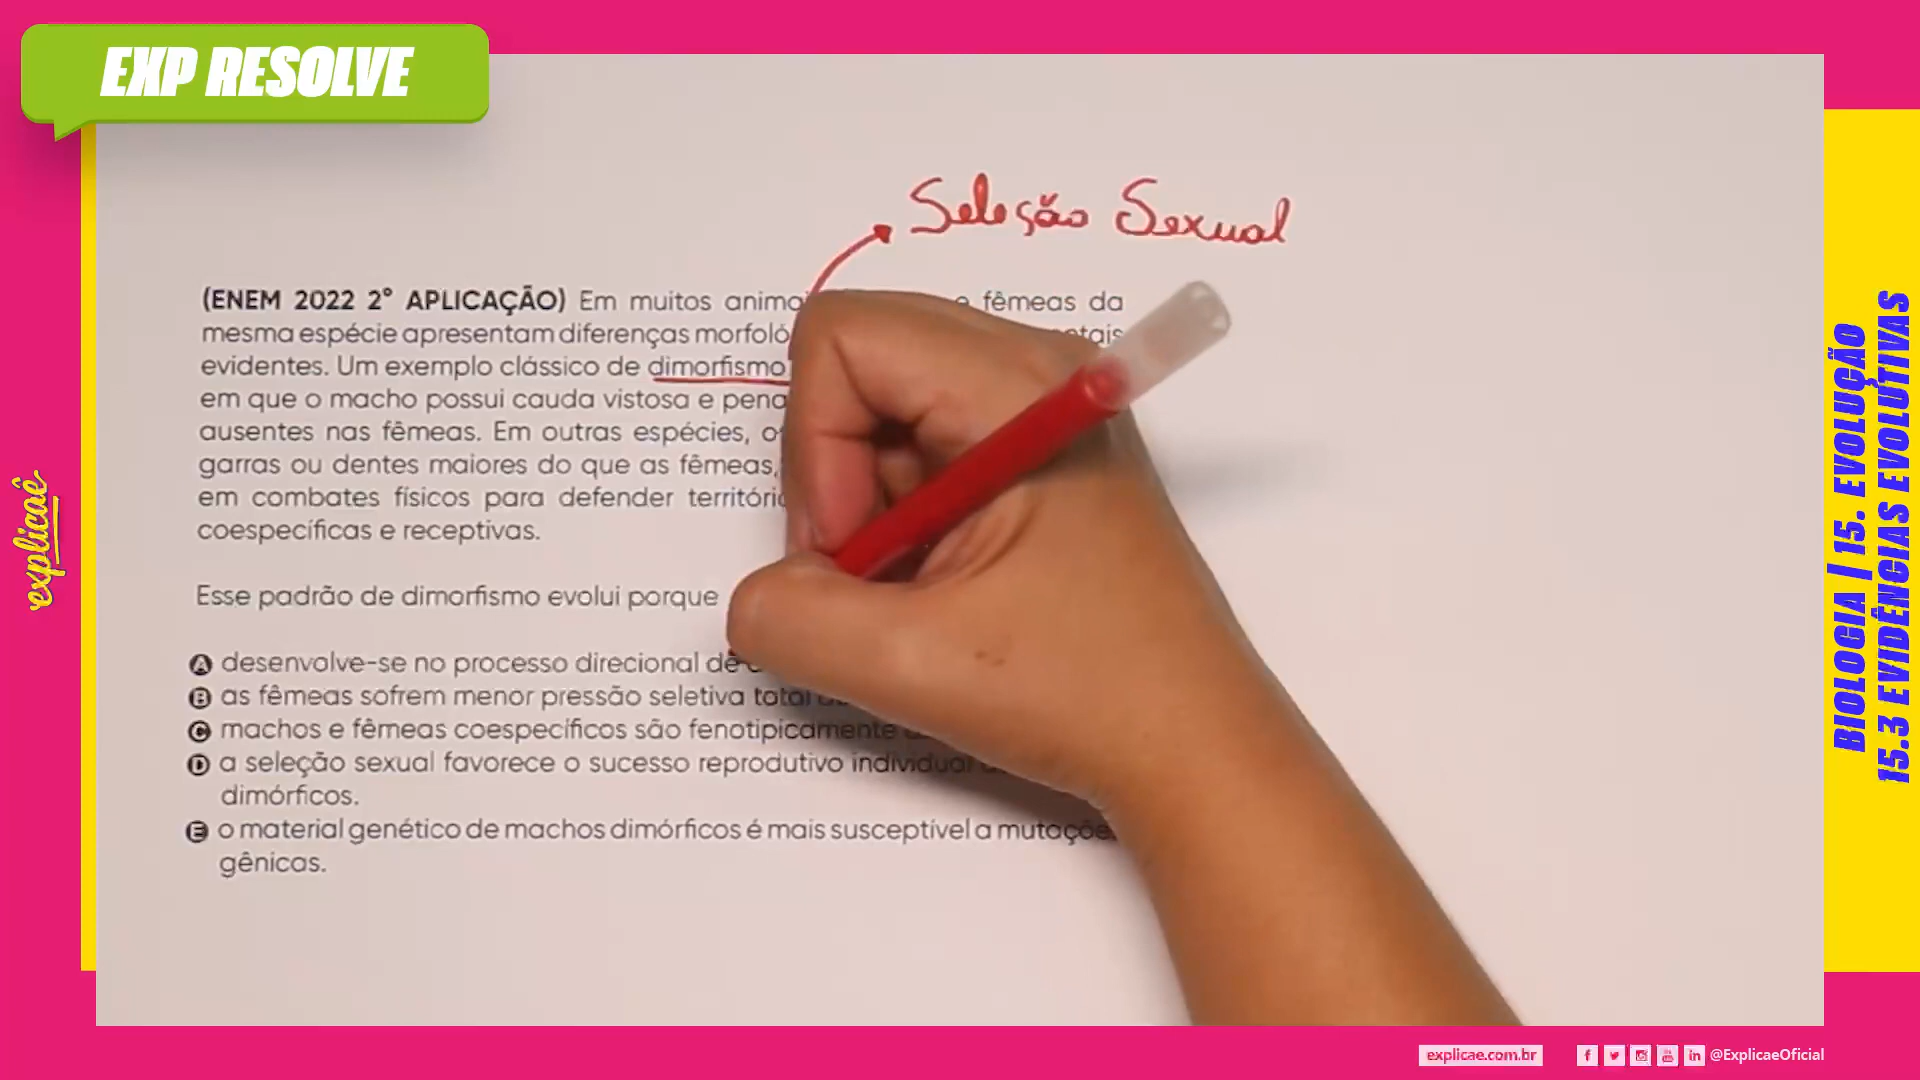 EXP RESOLVE
Seleção Sexual
(ENEM 2022 2° APLICAÇÃO) Em muitos e fêmeas da
mesma espécie apresentam diferenças
evidentes. Um exemplo clássico de dimorfismo
em que o macho possui cauda vistosa e
ausentes nas fêmeas. Em outras espécies,
garras ou dentes maiores do que as fêmeas,
em combates físicos para defender
coespecíficas e receptivas.
Esse padrão de dimorfismo evolui porque
A desenvolve-se no processo direcional de
B as fêmeas sofrem menor pressão seletiva total
C machos e fêmeas coespecíficos são fenotipicamente
D a seleção sexual favorece o sucesso reprodutivo individual
dimórficos.
E o material genético de machos dimórficos é mais susceptível a mutações
gênicas.
explicaê
BIOLOGIA | 15. EVOLUÇÃO
15.3 EVIDÊNCIAS EVOLUTIVAS
explicae.com.br
@ExplicaeOficial